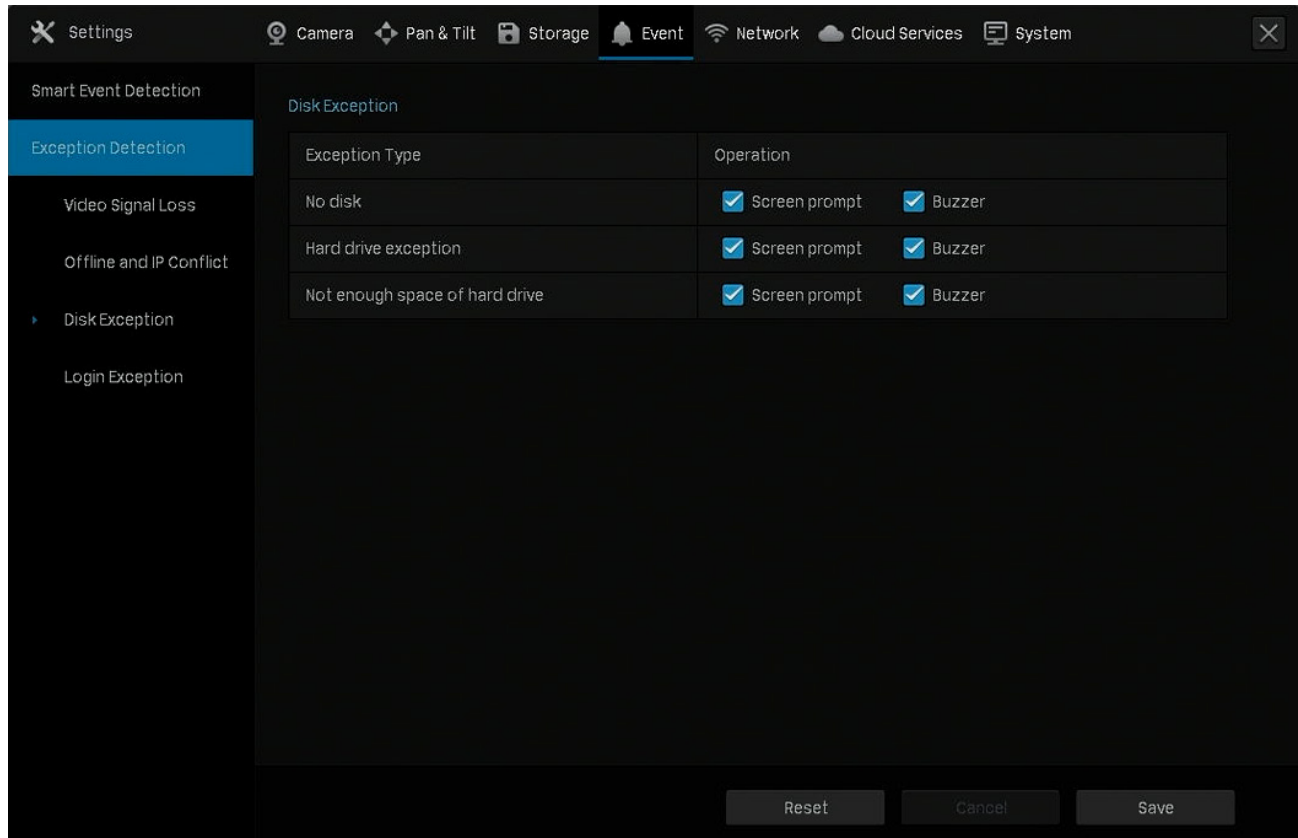 Settings Camera Pan & Tilt Storage Event Network Cloud Services System
Smart Event Detection
Exception Detection
Video Signal Loss
Offline and IP Conflict
Disk Exception
Login Exception
Disk Exception
Exception Type Operation
No disk Screen prompt Buzzer
Hard drive exception Screen prompt Buzzer
Not enough space of hard drive Screen prompt Buzzer
Reset Cancel Save